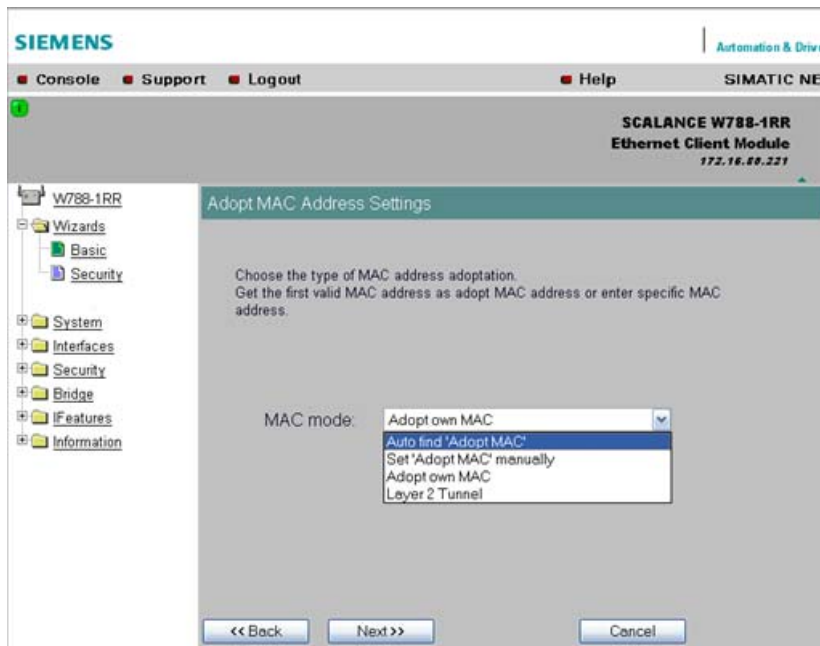 SIEMENS
Automation & Drive
Console Support Logout Help SIMATIC NE
SCALANCE W788-1RR
Ethernet Client Module
172.16.80.221
W788-1RR
Wizards
Basic
Security
System
Interfaces
Security
Bridge
IFeatures
Information
Adopt MAC Address Settings
Choose the type of MAC address adoptation.
Get the first valid MAC address as adopt MAC address or enter specific MAC
address.
MAC mode: Adopt own MAC
Auto find 'Adopt MAC'
Set 'Adopt MAC' manually
Adopt own MAC
Layer 2 Tunnel
<< Back Next >> Cancel